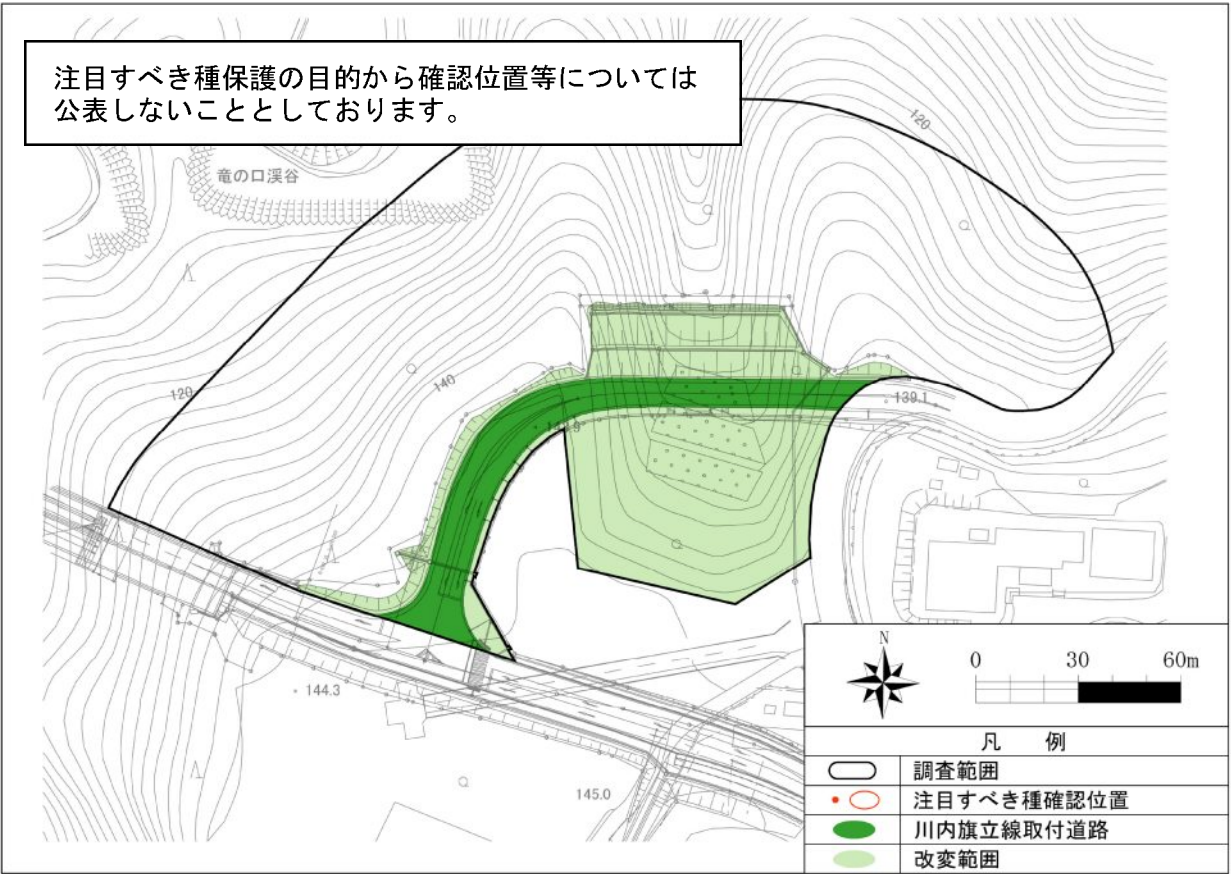 注目すべき種保護の目的から確認位置等については
公表しないこととしております。
120
竜の口渓谷
120
140
139.1
144.3
145.0
N
0 30 60m
凡 例
調査範囲
注目すべき種確認位置
川内旗立線取付道路
改変範囲